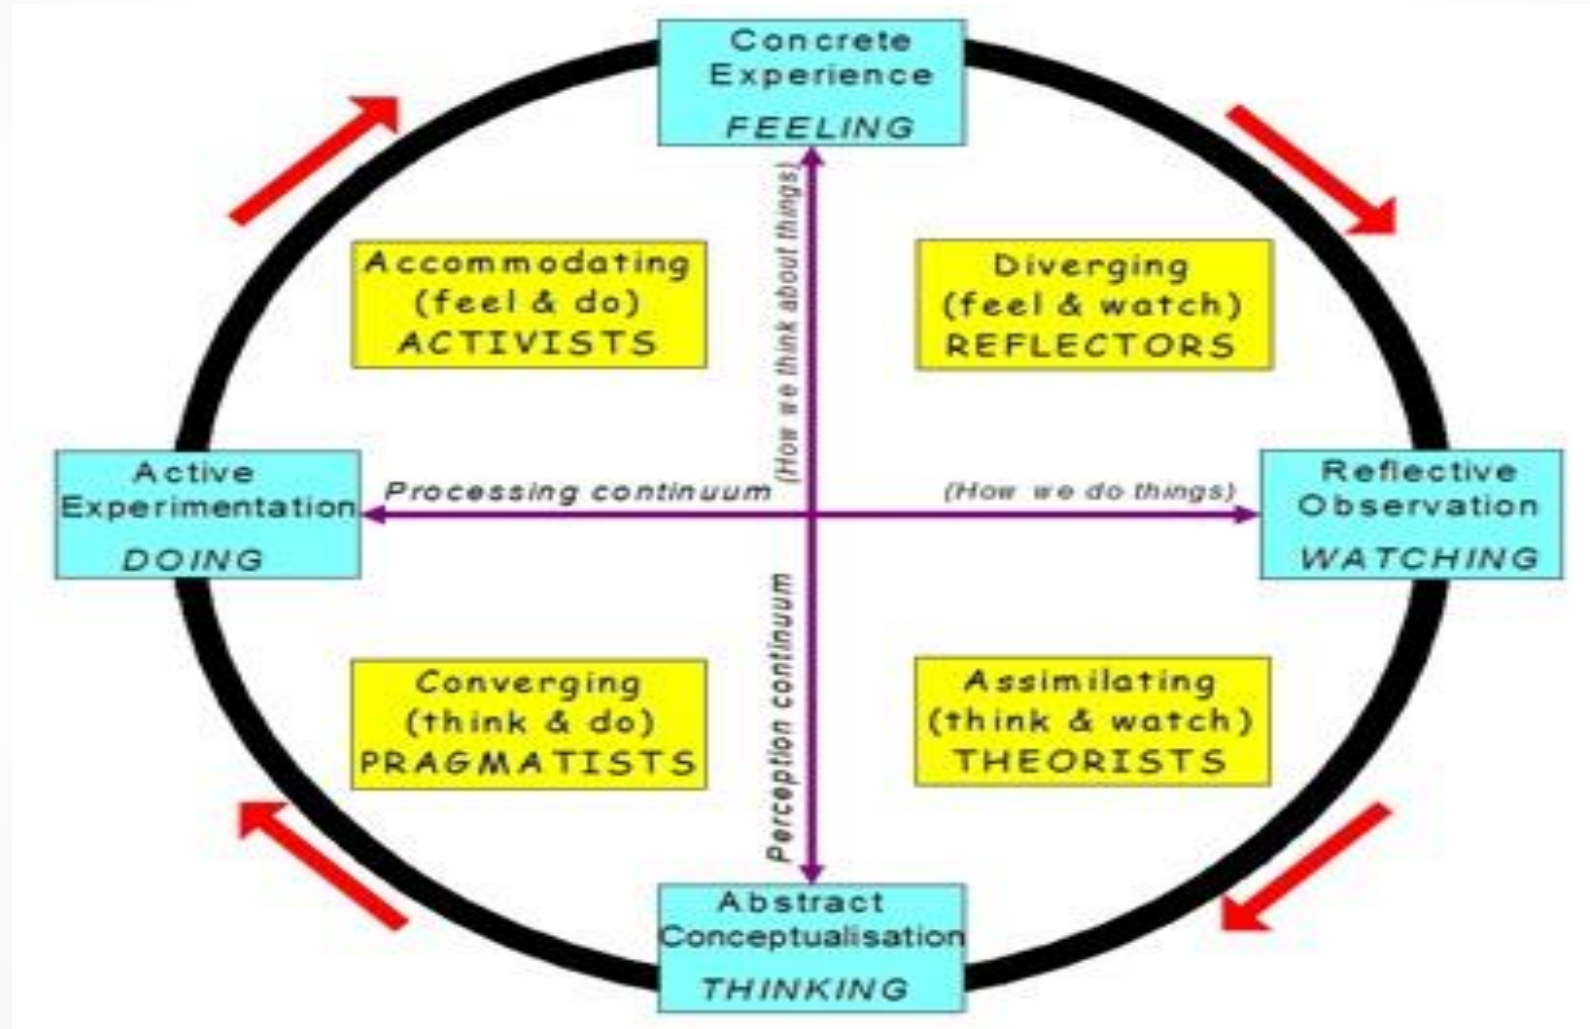 Concrete
Experience
FEELING
(How we think about things)
Accommodating
(feel & do)
ACTIVISTS
Diverging
(feel & watch)
REFLECTORS
Active
Experimentation
DOING
Processing continuum
(How we do things)
Reflective
Observation
WATCHING
Perception continuum
Converging
(think & do)
PRAGMATISTS
Assimilating
(think & watch)
THEORISTS
Abstract
Conceptualisation
THINKING